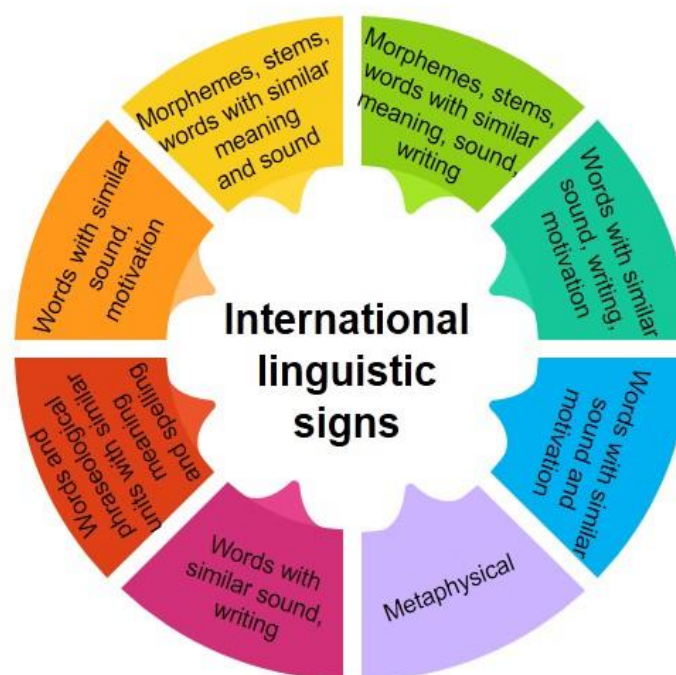 Morphemes, stems,
words with similar
meaning, sound,
writing
Words with similar
sound, writing,
motivation
Words with similar
sound and
motivation
Metaphysical
Words with
similar sound,
writing
Words and
phraseological
units with similar
meaning
and spelling
Words with similar
sound,
motivation
Morphemes, stems,
words with similar
meaning
and sound
International
linguistic
signs